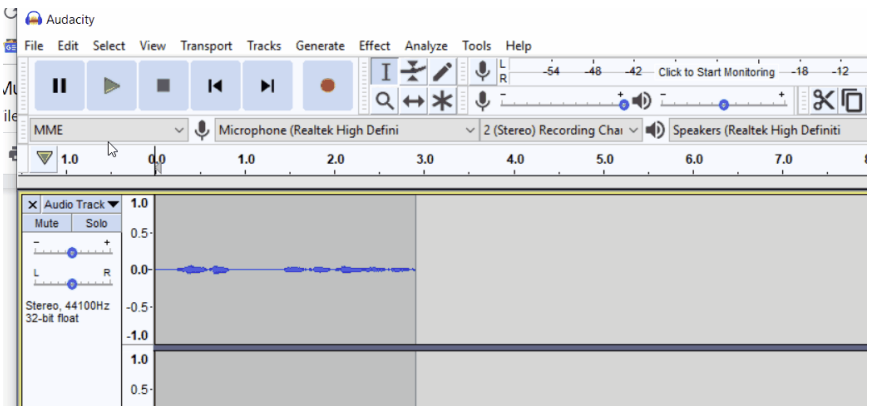 Audacity
File Edit Select View Transport Tracks Generate Effect Analyze Tools Help
L
R
-54 -48 -42 Click to Start Monitoring -18 -12
- + - +
MME Microphone (Realtek High Defini 2 (Stereo) Recording Chai Speakers (Realtek High Definiti
1.0 0.0 1.0 2.0 3.0 4.0 5.0 6.0 7.0
X Audio Track 1.0
Mute Solo
0.5
- +
L R 0.0
Stereo, 44100Hz -0.5
32-bit float
-1.0
1.0
0.5